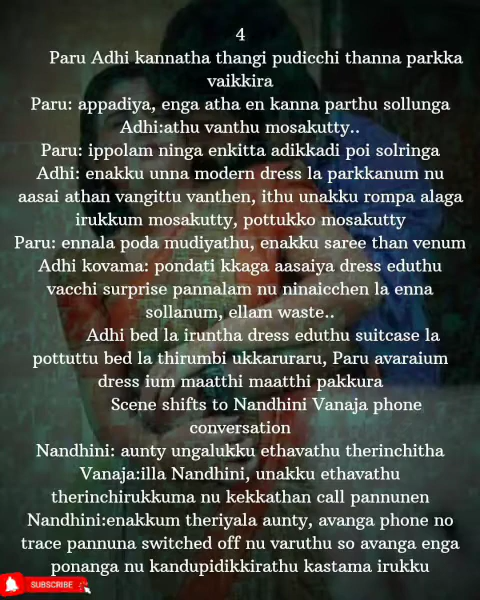 4
Paru Adhi kannatha thangi pudicchi thanna parkka
vaikkira
Paru: appadiya, enga atha en kanna parthu sollunga
Adhi:athu vanthu mosakutty..
Paru: ippolam ninga enkitta adikkadi poi solringa
Adhi: enakku unna modern dress la parkkanum nu
aasai athan vangittu vanthen, ithu unakku rompa alaga
irukkum mosakutty, pottukko mosakutty
Paru: ennala poda mudiyathu, enakku saree than venum
Adhi kovama: pondati kkaga aasaiya dress eduthu
vacchi surprise pannalam nu ninaicchen la enna
sollanum, ellam waste..
Adhi bed la iruntha dress eduthu suitcase la
pottuttu bed la thirumbi ukkaruraru, Paru avaraium
dress ium maatthi maatthi pakkura
Scene shifts to Nandhini Vanaja phone
conversation
Nandhini: aunty ungalukku ethavathu therinchitha
Vanaja:illa Nandhini, unakku ethavathu
therinchirukkuma nu kekkathan call pannunen
Nandhini:enakkum theriyala aunty, avanga phone no
trace pannuna switched off nu varuthu so avanga enga
ponanga nu kandupidikkirathu kastama irukku
SUBSCRIBE